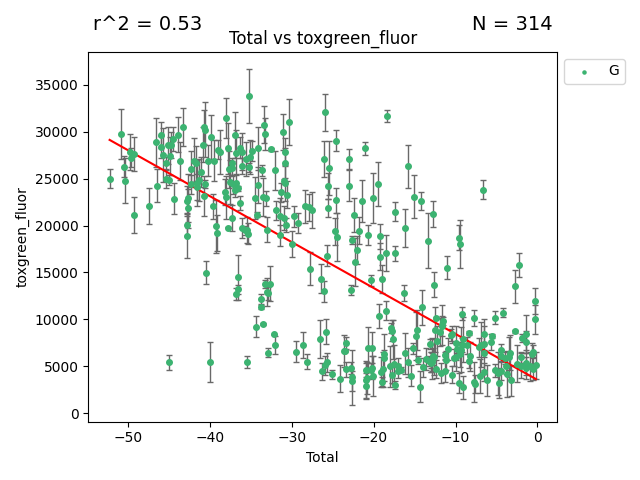 r^2 = 0.53
N = 314
Total vs toxgreen_fluor
G
toxgreen_fluor
35000
30000
25000
20000
15000
10000
5000
0
−50
−40
−30
−20
−10
0
Total